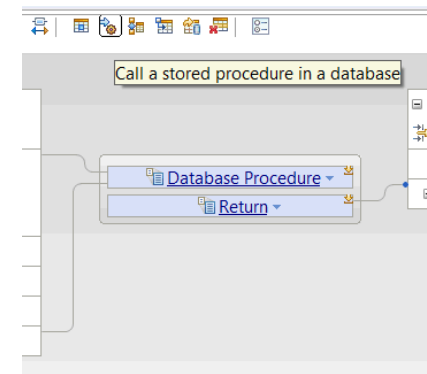 Call a stored procedure in a database
Database Procedure
Return